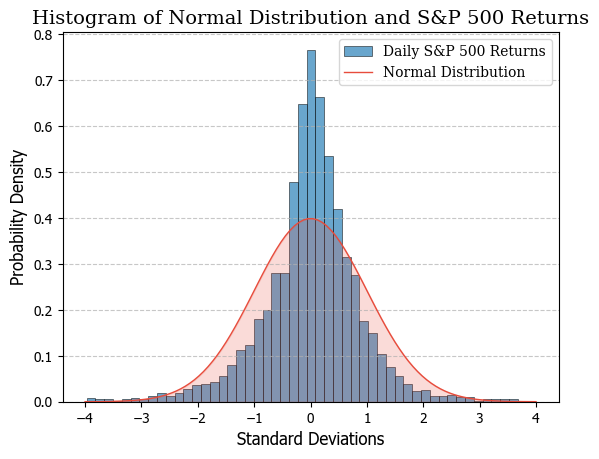 Histogram of Normal Distribution and S&P 500 Returns
Daily S&P 500 Returns
Normal Distribution
Probability Density
0.8
0.7
0.6
0.5
0.4
0.3
0.2
0.1
0.0
−4 −3 −2 −1 0 1 2 3 4
Standard Deviations